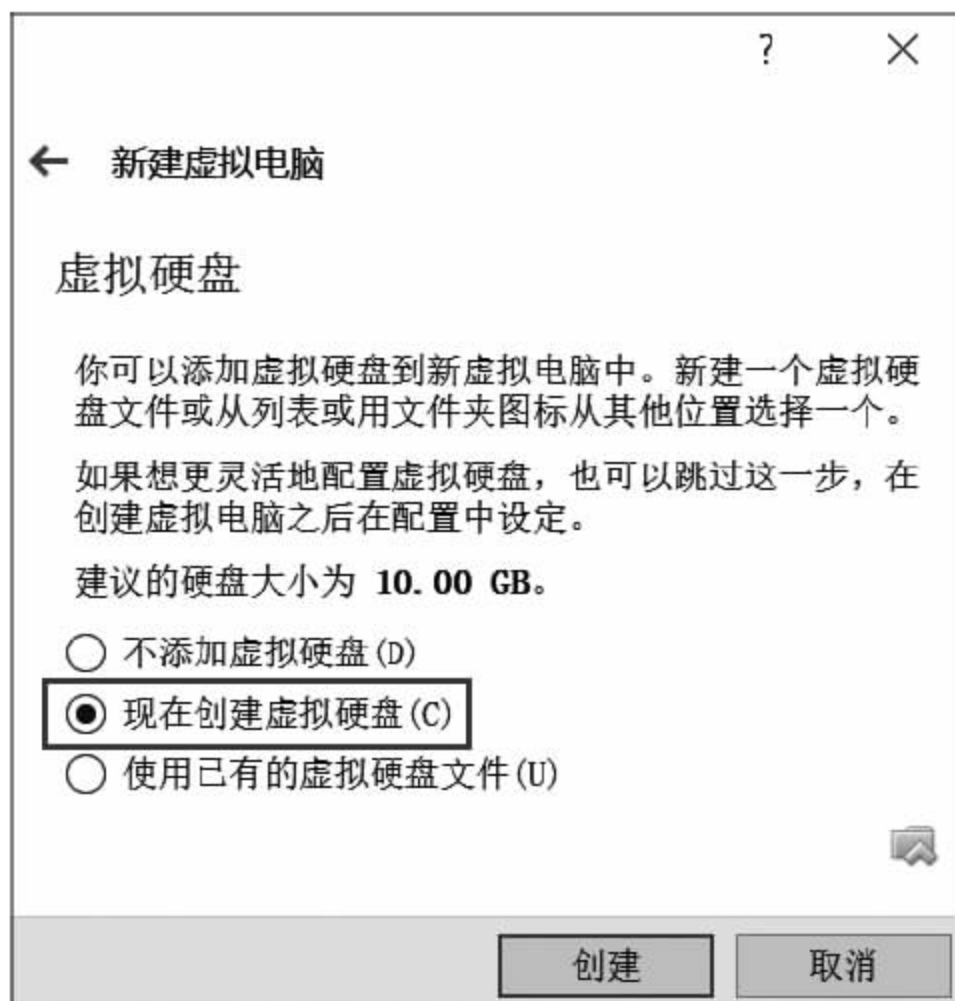 ?
新建虚拟电脑
虚拟硬盘
你可以添加虚拟硬盘到新虚拟电脑中。新建一个虚拟硬
盘文件或从列表或用文件夹图标从其他位置选择一个。
如果想更灵活地配置虚拟硬盘，也可以跳过这一步，在
创建虚拟电脑之后在配置中设定。
建议的硬盘大小为 10.00 GB。
不添加虚拟硬盘(D)
现在创建虚拟硬盘(C)
使用已有的虚拟硬盘文件(U)
创建 取消